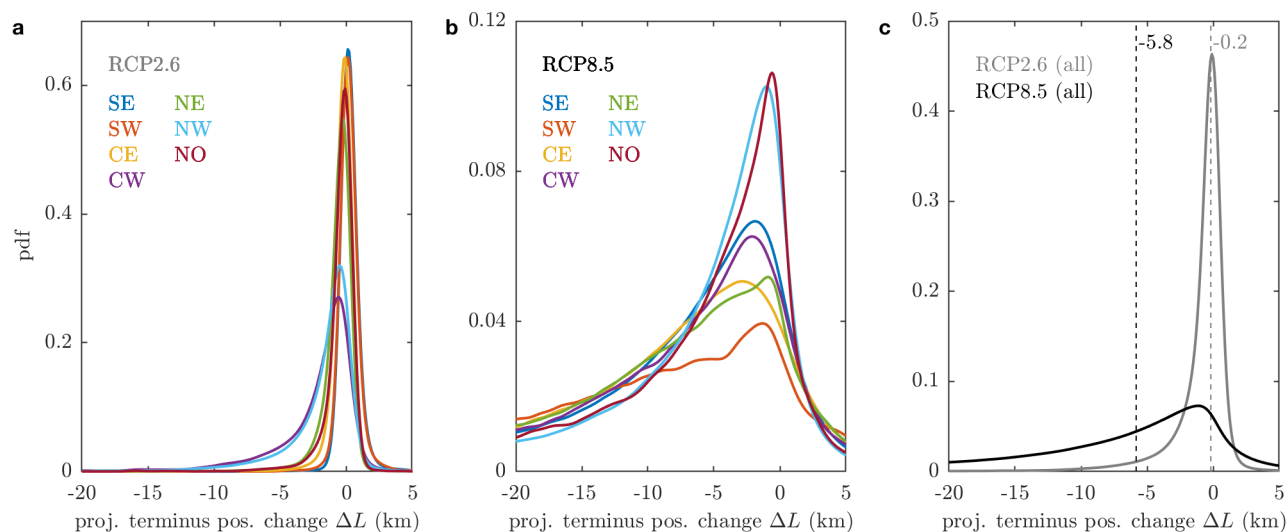 a
RCP2.6
SE NE
SW NW
CE NO
CW
pdf
0.6
0.4
0.2
0
-20 -15 -10 -5 0 5
proj. terminus pos. change ΔL (km)
b
RCP8.5
SE NE
SW NW
CE NO
CW
0.12
0.08
0.04
0
-20 -15 -10 -5 0 5
proj. terminus pos. change ΔL (km)
c
-5.8 -0.2
RCP2.6 (all)
RCP8.5 (all)
0.5
0.4
0.3
0.2
0.1
0
-20 -15 -10 -5 0 5
proj. terminus pos. change ΔL (km)